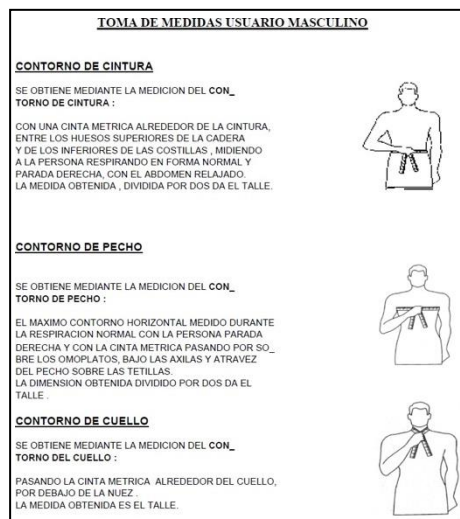 TOMA DE MEDIDAS USUARIO MASCULINO
CONTORNO DE CINTURA
SE OBTIENE MEDIANTE LA MEDICION DEL CON_
TORNO DE CINTURA :
CON UNA CINTA METRICA ALREDEDOR DE LA CINTURA,
ENTRE LOS HUESOS SUPERIORES DE LA CADERA
Y DE LOS INFERIORES DE LAS COSTILLAS , MIDIENDO
A LA PERSONA RESPIRANDO EN FORMA NORMAL Y
PARADA DERECHA, CON EL ABDOMEN RELAJADO.
LA MEDIDA OBTENIDA , DIVIDIDA POR DOS DA EL TALLE.
CONTORNO DE PECHO
SE OBTIENE MEDIANTE LA MEDICION DEL CON_
TORNO DE PECHO :
EL MAXIMO CONTORNO HORIZONTAL MEDIDO DURANTE
LA RESPIRACION NORMAL CON LA PERSONA PARADA
DERECHA Y CON LA CINTA METRICA PASANDO POR SO_
BRE LOS OMOPLATOS, BAJO LAS AXILAS Y ATRAVEZ
DEL PECHO SOBRE LAS TETILLAS.
LA DIMENSION OBTENIDA DIVIDIDO POR DOS DA EL
TALLE .
CONTORNO DE CUELLO
SE OBTIENE MEDIANTE LA MEDICION DEL CON_
TORNO DEL CUELLO :
PASANDO LA CINTA METRICA ALREDEDOR DEL CUELLO,
POR DEBAJO DE LA NUEZ .
LA MEDIDA OBTENIDA ES EL TALLE.